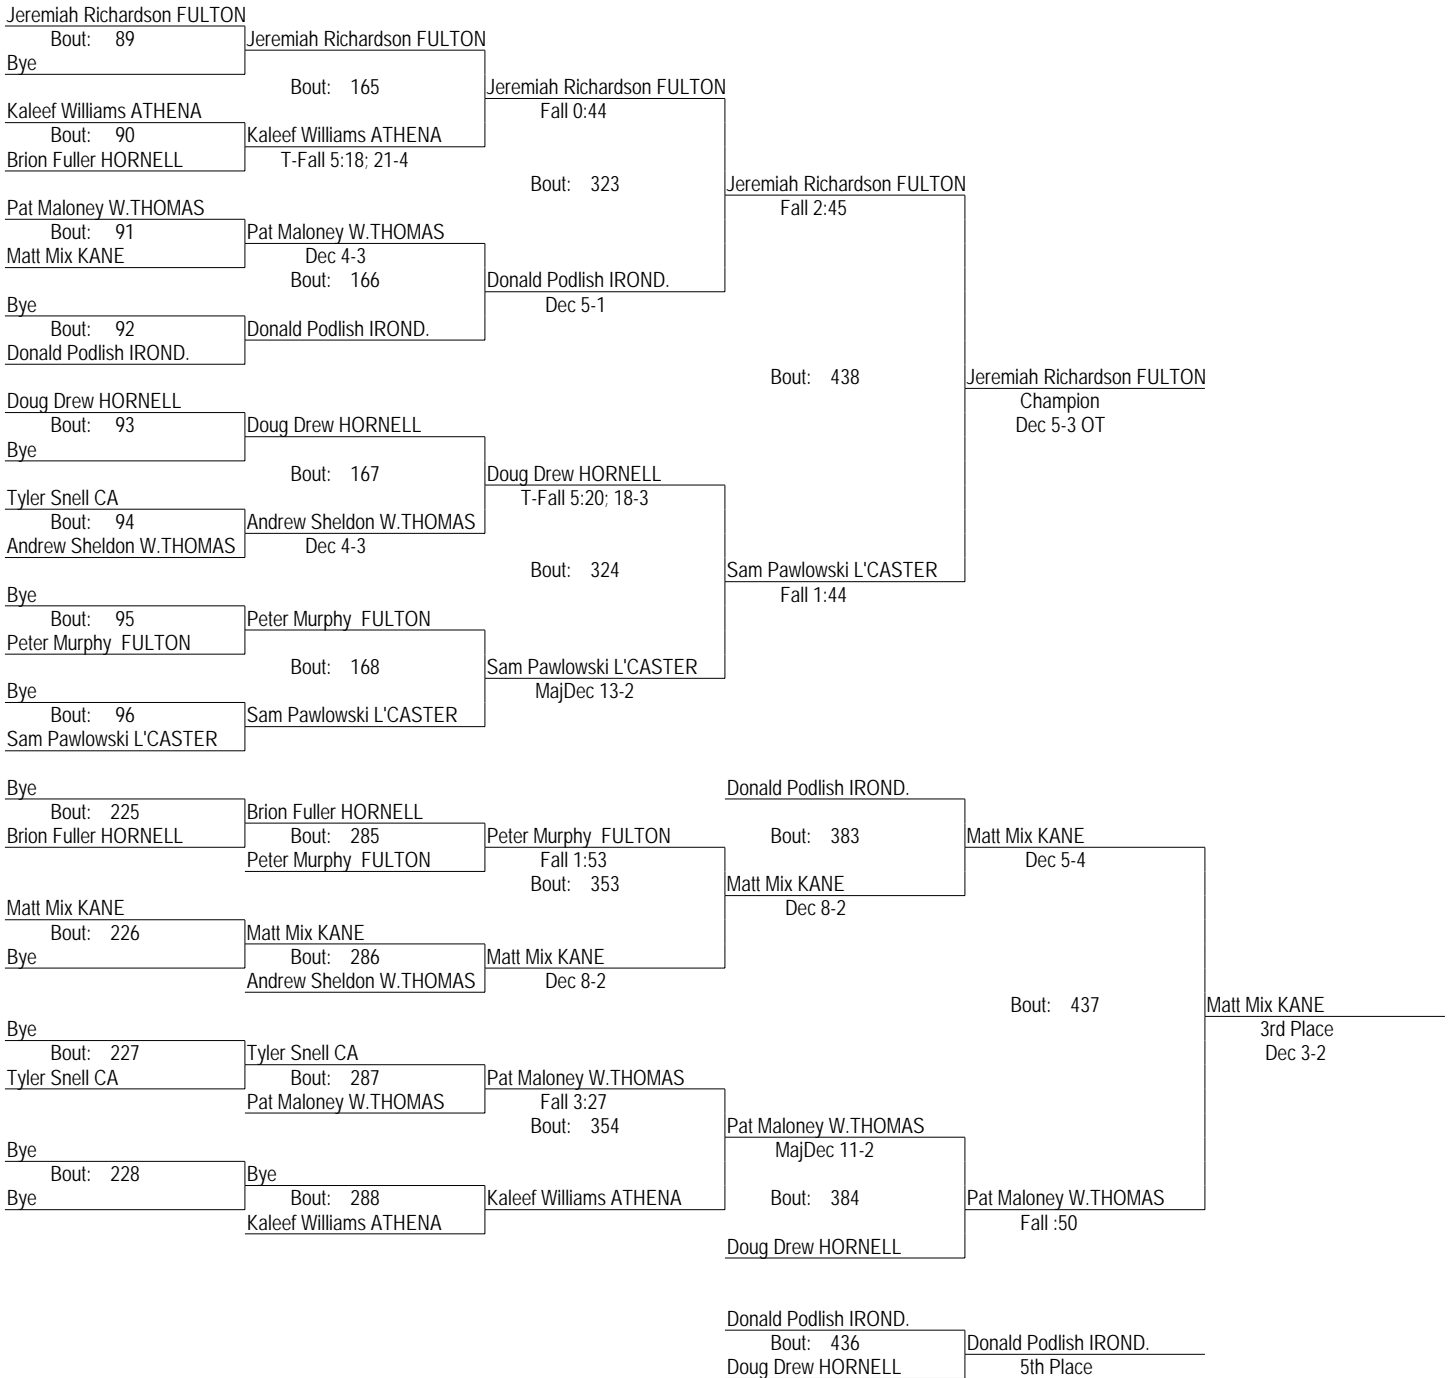 Jeremiah Richardson FULTON
Bout: 89 Jeremiah Richardson FULTON
Bye
Bout: 165 Jeremiah Richardson FULTON
Kaleef Williams ATHENA Fall 0:44
Bout: 90 Kaleef Williams ATHENA
Brion Fuller HORNELL T-Fall 5:18; 21-4
Bout: 323 Jeremiah Richardson FULTON
Pat Maloney W.THOMAS Fall 2:45
Bout: 91 Pat Maloney W.THOMAS
Matt Mix KANE Dec 4-3
Bout: 166 Donald Podlish IROND.
Bye Dec 5-1
Bout: 92 Donald Podlish IROND.
Donald Podlish IROND.
Bout: 438 Jeremiah Richardson FULTON
Doug Drew HORNELL Champion
Bout: 93 Doug Drew HORNELL Dec 5-3 OT
Bye
Bout: 167 Doug Drew HORNELL
Tyler Snell CA T-Fall 5:20; 18-3
Bout: 94 Andrew Sheldon W.THOMAS
Andrew Sheldon W.THOMAS Dec 4-3
Bout: 324 Sam Pawlowski L'CASTER
Bye Fall 1:44
Bout: 95 Peter Murphy FULTON
Peter Murphy FULTON
Bout: 168 Sam Pawlowski L'CASTER
Bye MajDec 13-2
Bout: 96 Sam Pawlowski L'CASTER
Sam Pawlowski L'CASTER
Bye Donald Podlish IROND.
Bout: 225 Brion Fuller HORNELL
Brion Fuller HORNELL Bout: 285 Peter Murphy FULTON Bout: 383 Matt Mix KANE
Peter Murphy FULTON Fall 1:53 Dec 5-4
Bout: 353 Matt Mix KANE
Matt Mix KANE Dec 8-2
Bout: 226 Matt Mix KANE
Bye Bout: 286 Matt Mix KANE
Andrew Sheldon W.THOMAS Dec 8-2
Bout: 437 Matt Mix KANE
Bye 3rd Place
Bout: 227 Tyler Snell CA Dec 3-2
Tyler Snell CA Bout: 287 Pat Maloney W.THOMAS
Pat Maloney W.THOMAS Fall 3:27
Bout: 354 Pat Maloney W.THOMAS
Bye MajDec 11-2
Bout: 228 Bye
Bye Bout: 288 Kaleef Williams ATHENA Bout: 384 Pat Maloney W.THOMAS
Kaleef Williams ATHENA Fall :50
Doug Drew HORNELL
Donald Podlish IROND.
Bout: 436 Donald Podlish IROND.
Doug Drew HORNELL 5th Place